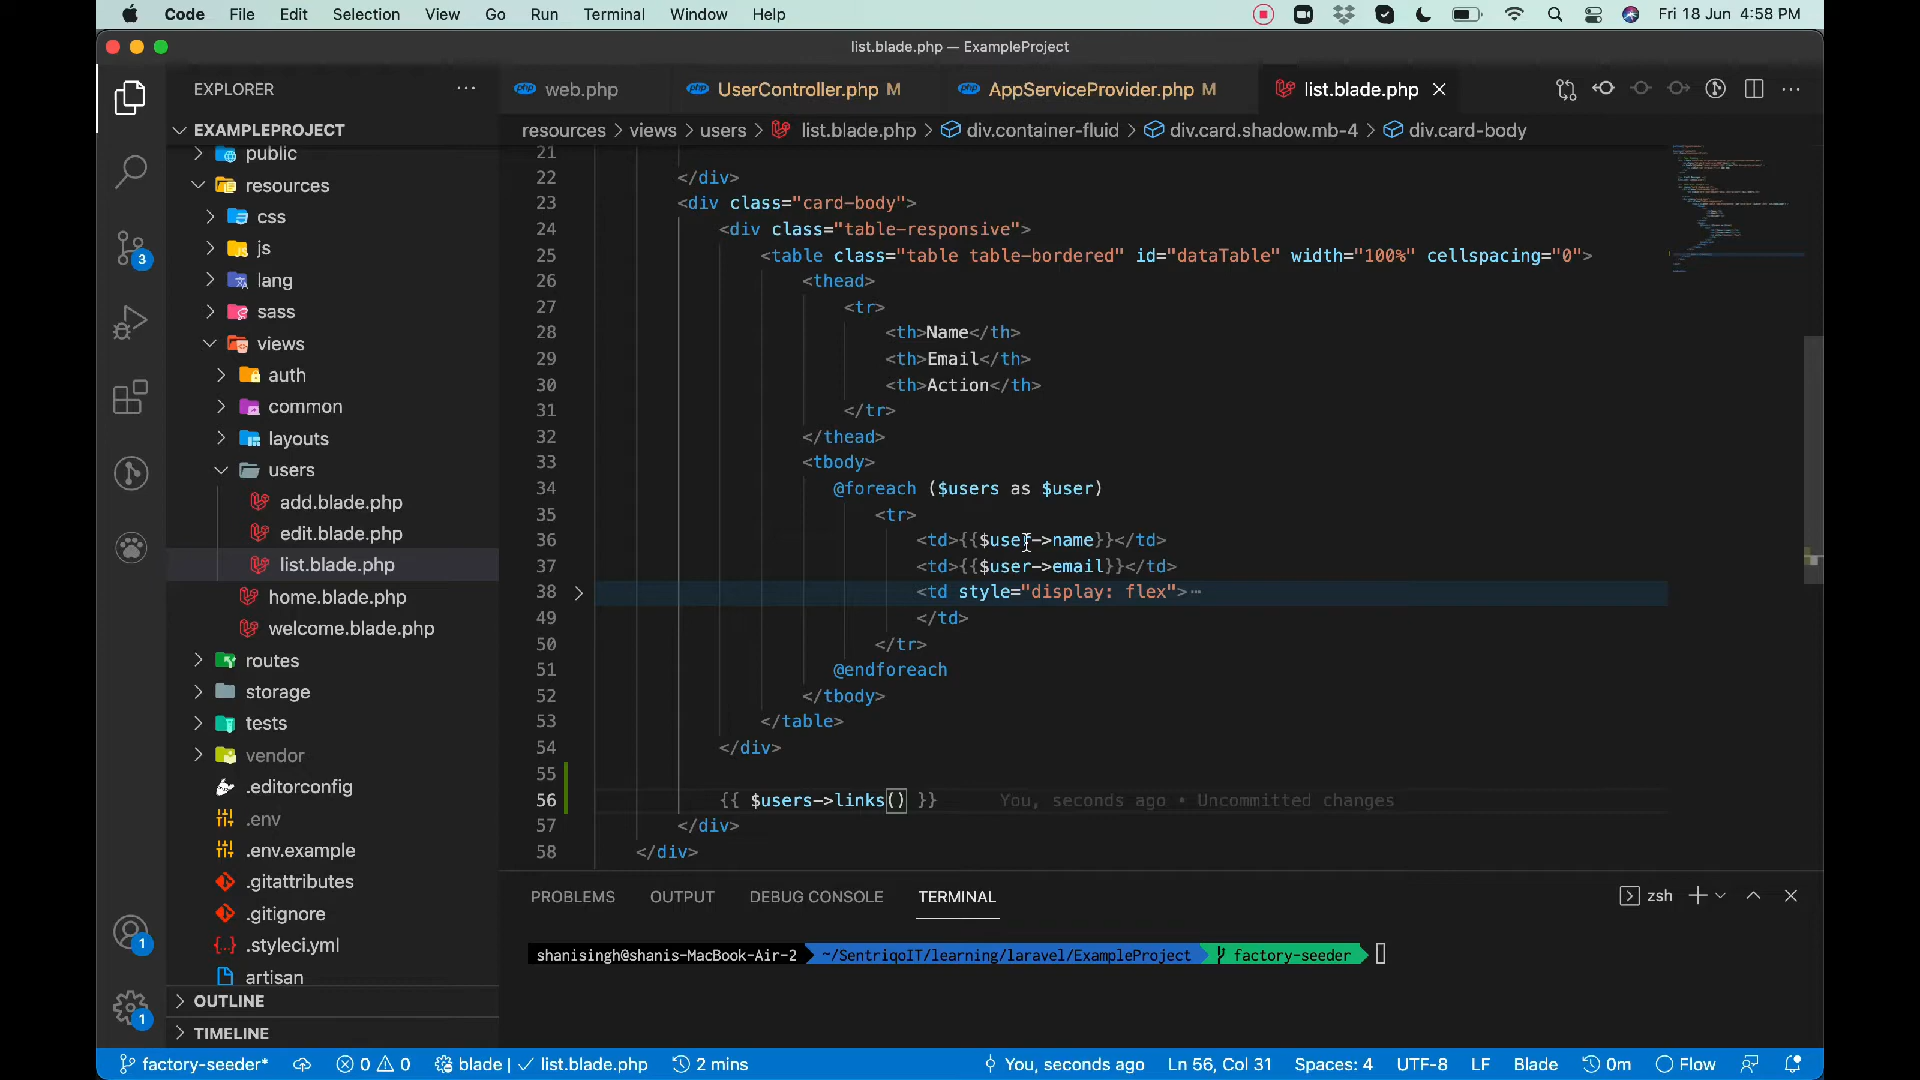 Code File Edit Selection View Go Run Terminal Window Help Fri 18 Jun 4:58 PM
list.blade.php — ExampleProject
EXPLORER ···
web.php UserController.php M AppServiceProvider.php M list.blade.php
resources > views > users > list.blade.php > div.container-fluid > div.card.shadow.mb-4 > div.card-body
EXAMPLEPROJECT
public
resources
css
js
lang
sass
views
auth
common
layouts
users
add.blade.php
edit.blade.php
list.blade.php
home.blade.php
welcome.blade.php
routes
storage
tests
vendor
.editorconfig
.env
.env.example
.gitattributes
.gitignore
.styleci.yml
artisan
OUTLINE
TIMELINE
3
1
1
21
22 </div>
23 <div class="card-body">
24 <div class="table-responsive">
25 <table class="table table-bordered" id="dataTable" width="100%" cellspacing="0">
26 <thead>
27 <tr>
28 <th>Name</th>
29 <th>Email</th>
30 <th>Action</th>
31 </tr>
32 </thead>
33 <tbody>
34 @foreach ($users as $user)
35 <tr>
36 <td>{{$user->name}}</td>
37 <td>{{$user->email}}</td>
38 <td style="display: flex">···
49 </td>
50 </tr>
51 @endforeach
52 </tbody>
53 </table>
54 </div>
55
56 {{ $users->links() }} You, seconds ago • Uncommitted changes
57 </div>
58 </div>
PROBLEMS OUTPUT DEBUG CONSOLE TERMINAL zsh
shanisingh@shanis-MacBook-Air-2 ~/SentriqoIT/learning/laravel/ExampleProject factory-seeder
factory-seeder* 0 0 blade | list.blade.php 2 mins You, seconds ago Ln 56, Col 31 Spaces: 4 UTF-8 LF Blade 0m Flow